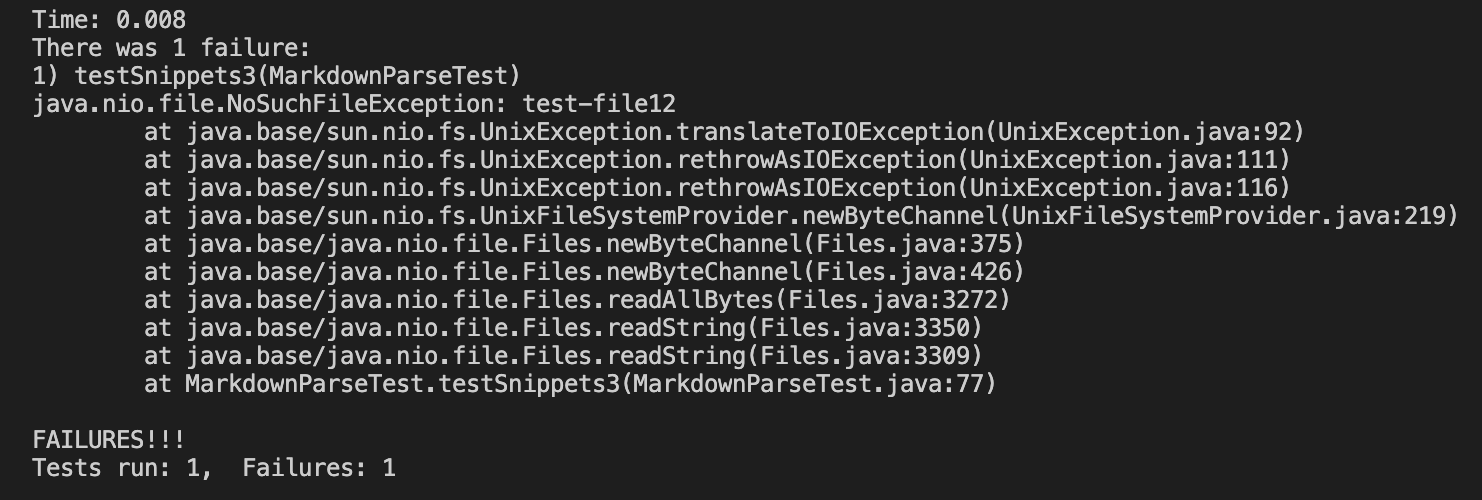 Time: 0.008
There was 1 failure:
1) testSnippets3(MarkdownParseTest)
java.nio.file.NoSuchFileException: test-file12
        at java.base/sun.nio.fs.UnixException.translateToIOException(UnixException.java:92)
        at java.base/sun.nio.fs.UnixException.rethrowAsIOException(UnixException.java:111)
        at java.base/sun.nio.fs.UnixException.rethrowAsIOException(UnixException.java:116)
        at java.base/sun.nio.fs.UnixFileSystemProvider.newByteChannel(UnixFileSystemProvider.java:219)
        at java.base/java.nio.file.Files.newByteChannel(Files.java:375)
        at java.base/java.nio.file.Files.newByteChannel(Files.java:426)
        at java.base/java.nio.file.Files.readAllBytes(Files.java:3272)
        at java.base/java.nio.file.Files.readString(Files.java:3350)
        at java.base/java.nio.file.Files.readString(Files.java:3309)
        at MarkdownParseTest.testSnippets3(MarkdownParseTest.java:77)

FAILURES!!!
Tests run: 1,  Failures: 1